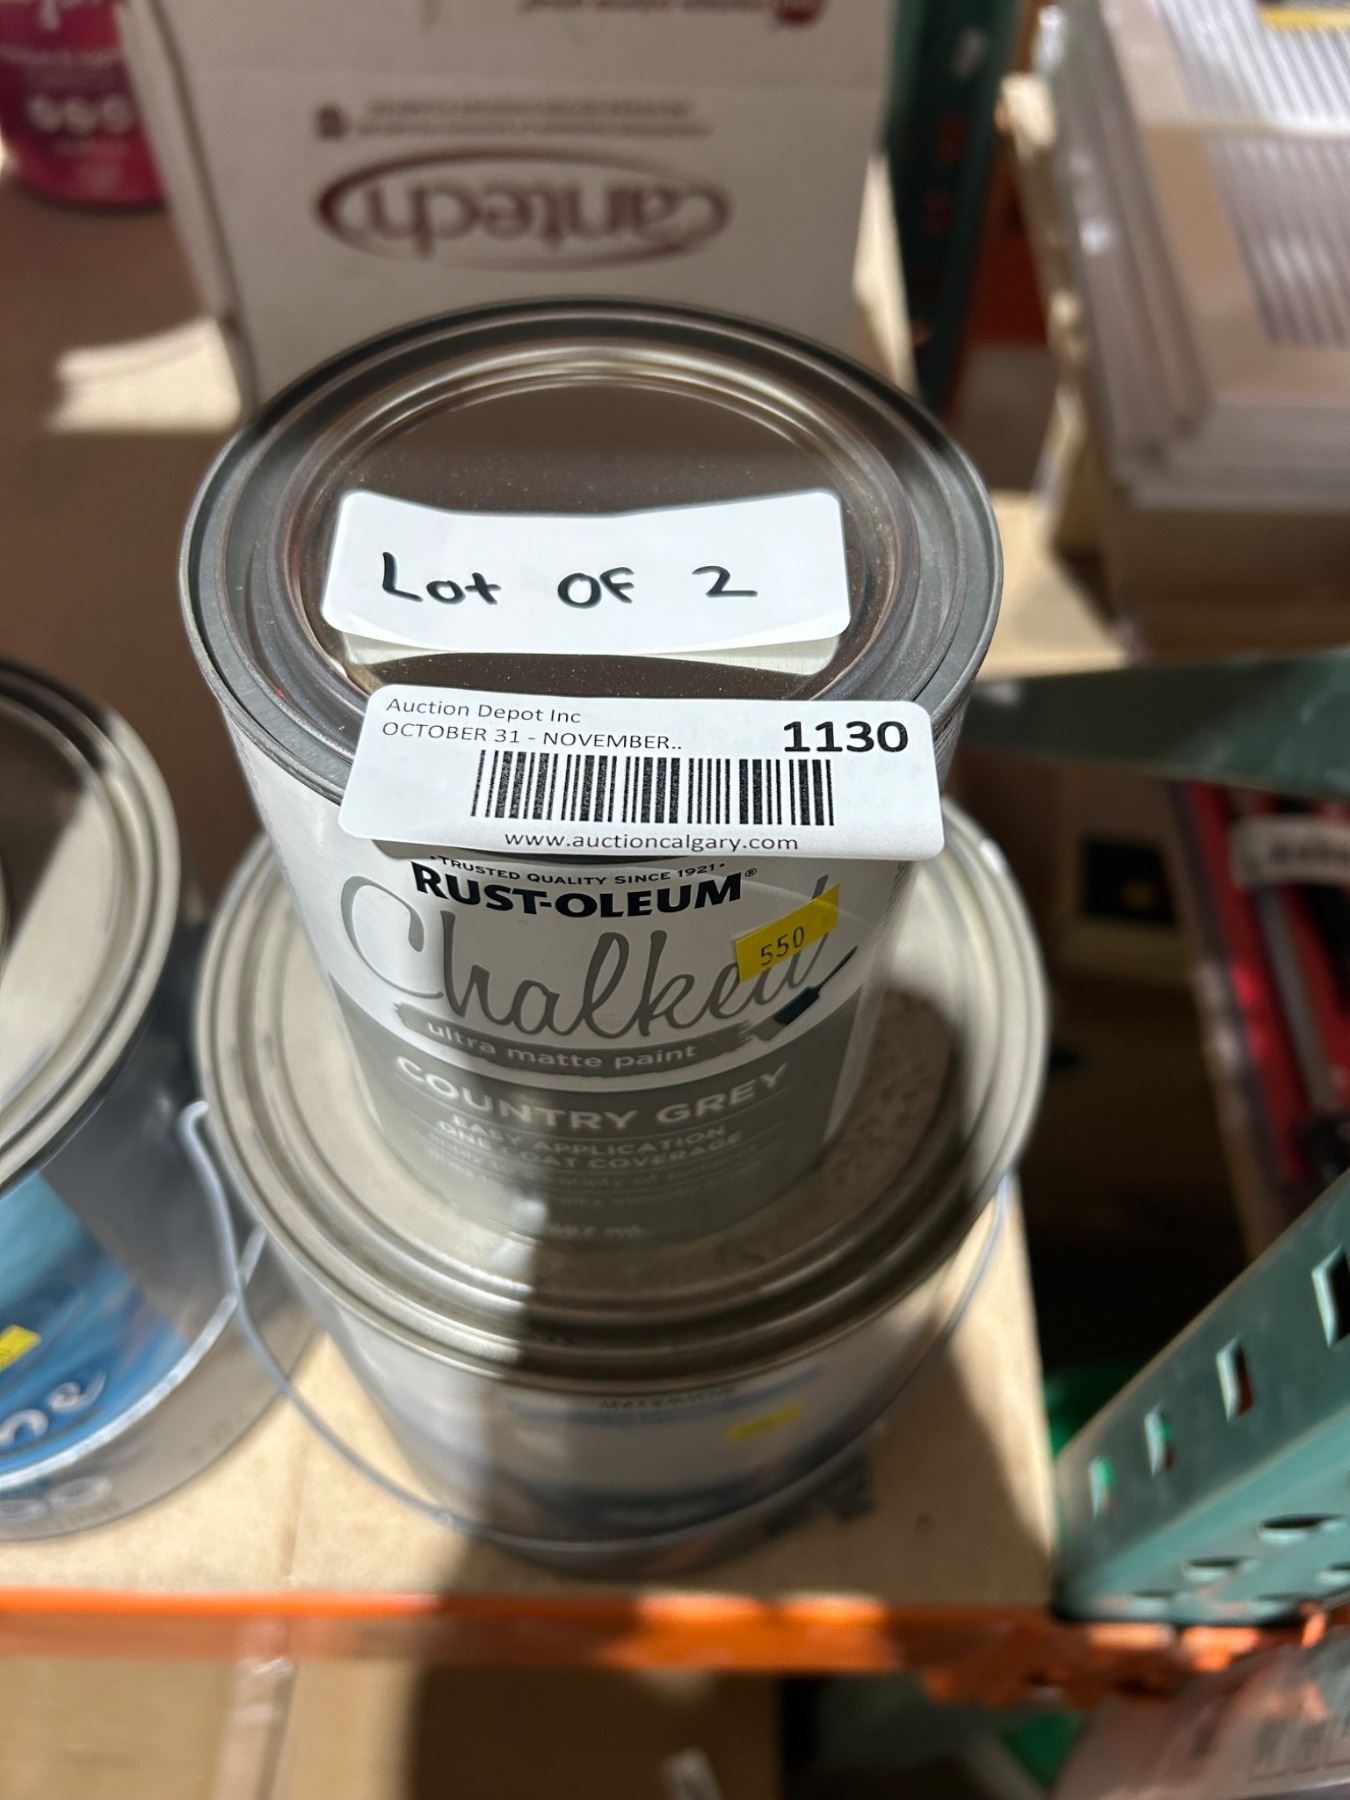 cantech
Lot OF 2
Auction Depot Inc
OCTOBER 31 - NOVEMBER..
1130
www.auctioncalgary.com
•TRUSTED QUALITY SINCE 1921•
RUST-OLEUM®
Chalked
550
ultra matte paint
COUNTRY GREY
EASY APPLICATION
ONE COAT COVERAGE